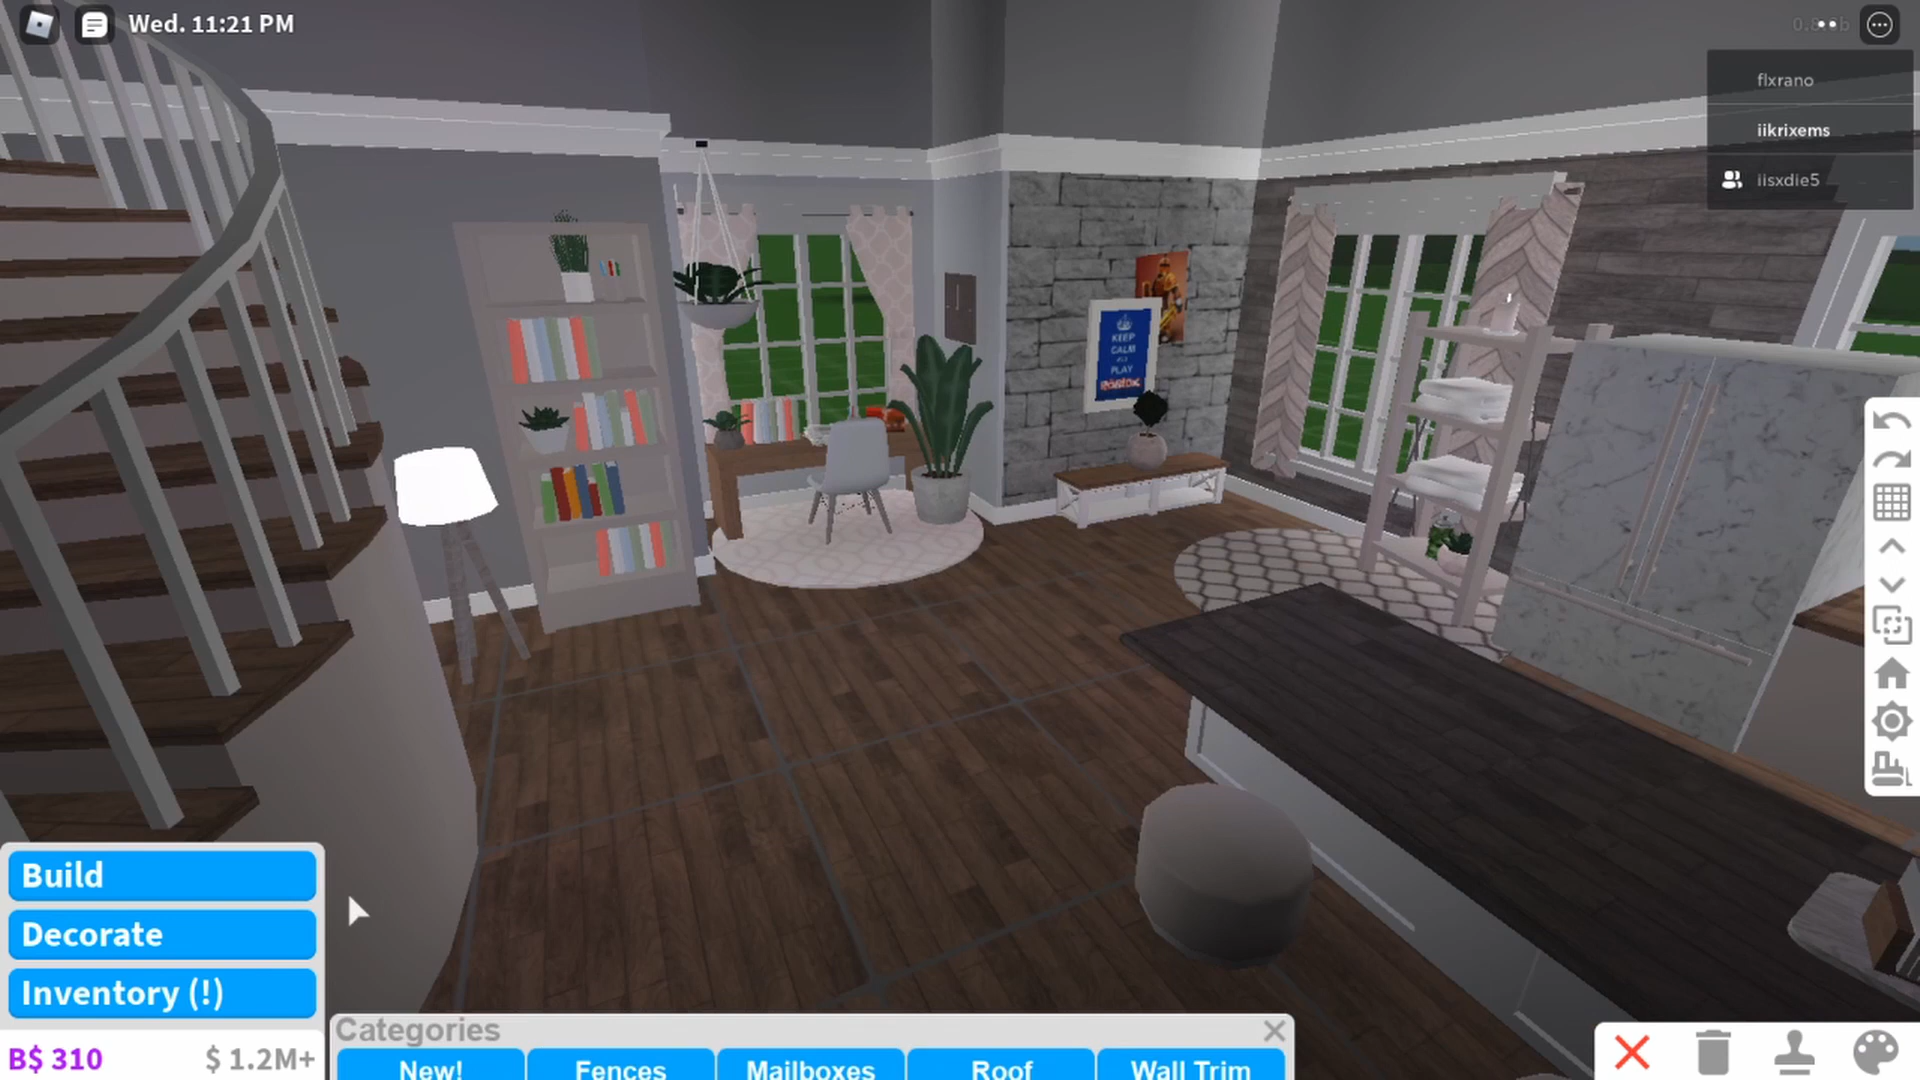 Wed. 11:21 PM
flxrano
iikrixems
iisxdie5
KEEP
CALM
PLAY
ROBLOX
Build
Decorate
Inventory (!)
B$ 310
$ 1.2M+
Categories
New!
Fences
Mailboxes
Roof
Wall Trim